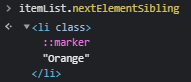 > itemList.nextElementSibling
< ▼<li class>
::marker
"Orange"
</li>